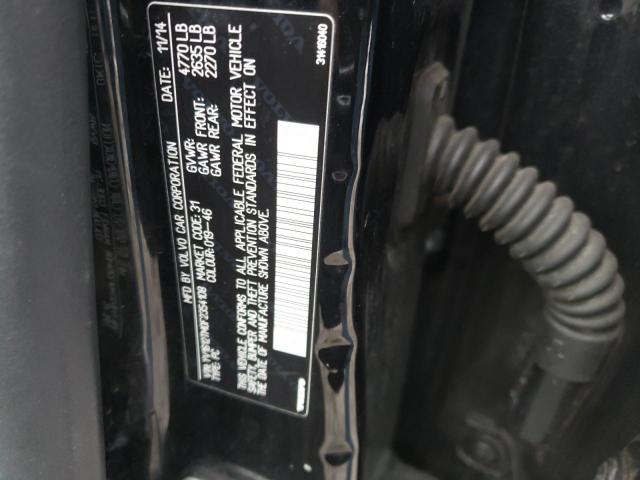 MFD BY VOLVO CAR CORPORATION DATE: 11/14
GVWR: 4770 LB
GAWR FRONT: 2635 LB
GAWR REAR: 2270 LB
MARKET CODE: 31
TYPE: PC COLOUR: 019-46
THIS VEHICLE CONFORMS TO ALL APPLICABLE FEDERAL MOTOR VEHICLE
SAFETY, BUMPER AND THEFT PREVENTION STANDARDS IN EFFECT ON
THE DATE OF MANUFACTURE SHOWN ABOVE.
VOLVO
31418040